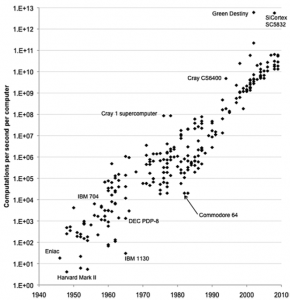 1.E+13
1.E+12
1.E+11
1.E+10
1.E+09
1.E+08
1.E+07
1.E+06
1.E+05
1.E+04
1.E+03
1.E+02
1.E+01
1.E+00
Computations per second per computer
Green Destiny
SiCortex
SC5832
Cray CS6400
Cray 1 supercomputer
IBM 704
DEC PDP-8
Commodore 64
Eniac
IBM 1130
Harvard Mark II
1940 1950 1960 1970 1980 1990 2000 2010